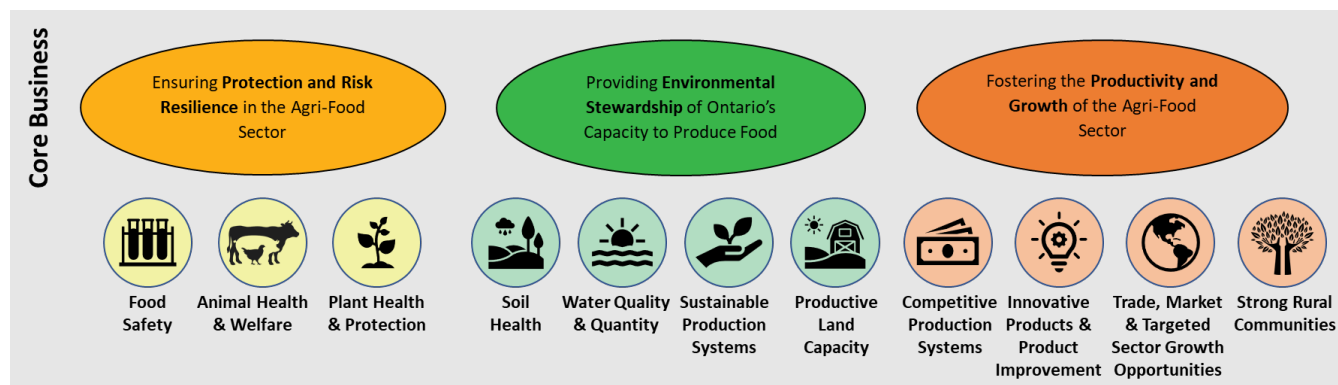 Core Business
Ensuring Protection and Risk
Resilience in the Agri-Food
Sector
Providing Environmental
Stewardship of Ontario's
Capacity to Produce Food
Fostering the Productivity and
Growth of the Agri-Food
Sector
Food
Safety
Animal Health
& Welfare
Plant Health
& Protection
Soil
Health
Water Quality
& Quantity
Sustainable
Production
Systems
Productive
Land
Capacity
Competitive
Production
Systems
Innovative
Products &
Product
Improvement
Trade, Market
& Targeted
Sector Growth
Opportunities
Strong Rural
Communities